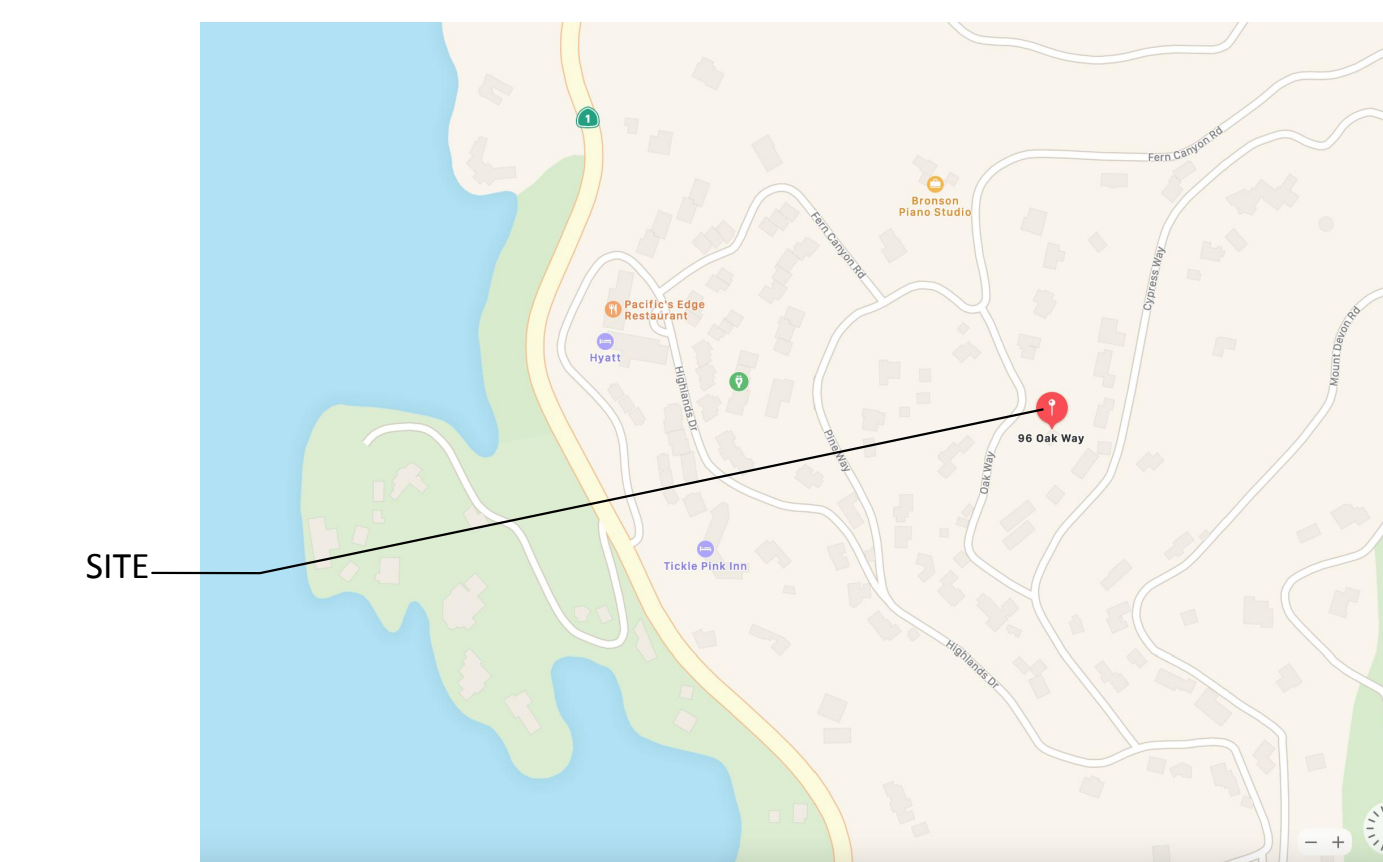 1
Fern Canyon Rd
Bronson
Piano Studio
Fern Canyon Rd
Cypress Way
Pacific's Edge
Restaurant
Hyatt
Mount Devon Rd
Highlands Dr
Pine Way
96 Oak Way
Oak Way
SITE
Tickle Pink Inn
Highlands Dr
− +